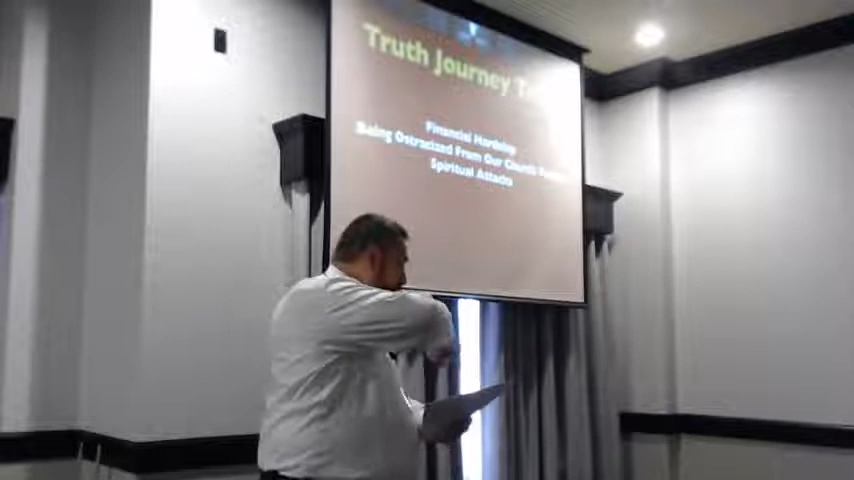 Truth Journey
Financial Hardship
Being Ostracized From Our Church
Spiritual Attacks